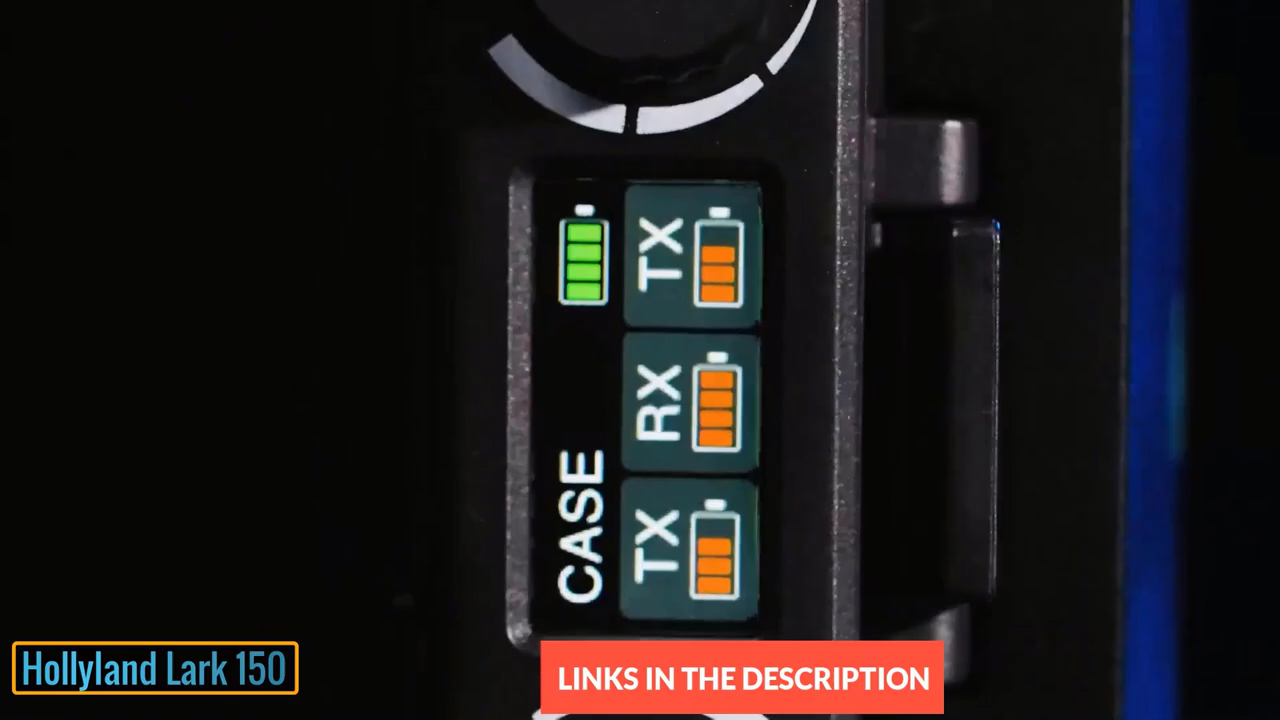 CASE
TX
RX
TX
Hollyland Lark 150
LINKS IN THE DESCRIPTION